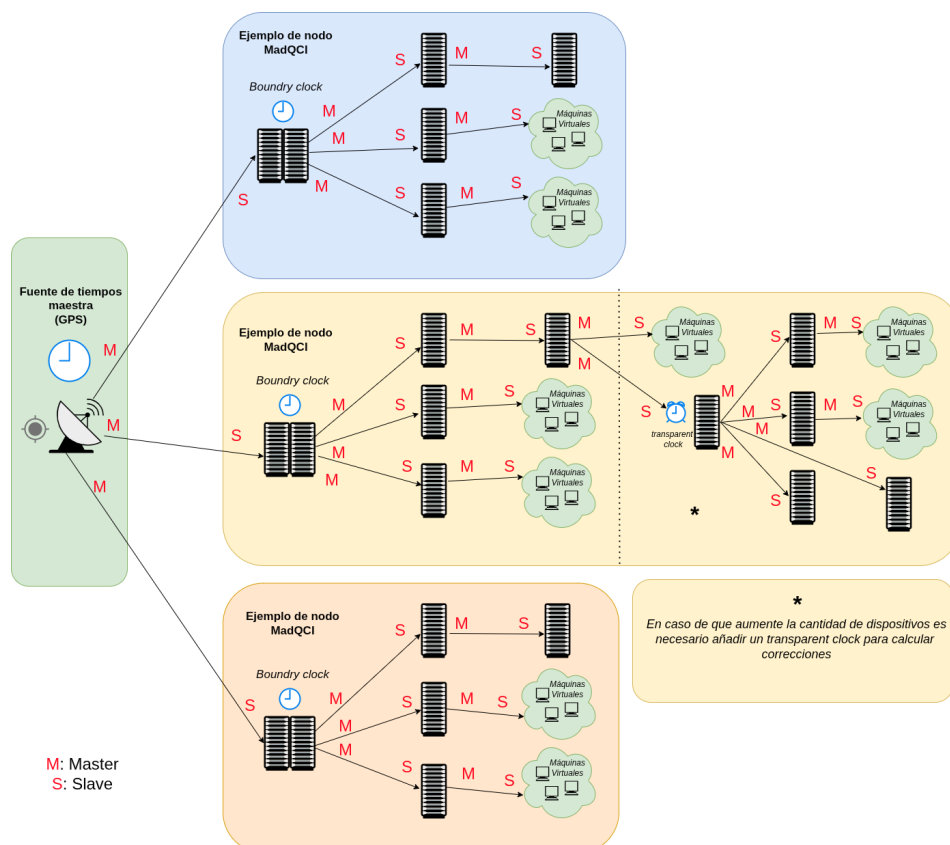 Ejemplo de nodo
MadQCI
Boundry clock
S
M
S
M
M
M
S
M
S
S
M
S
S
Máquinas
Virtuales
Máquinas
Virtuales
Fuente de tiempos
maestra
(GPS)
M
M
M
Ejemplo de nodo
MadQCI
Boundry clock
S
M
M
M
S
M
S
M
M
S
M
S
S
M
S
Máquinas
Virtuales
Máquinas
Virtuales
S
Máquinas
Virtuales
S
transparent
clock
M
M
M
M
S
M
S
Máquinas
Virtuales
S
M
S
Máquinas
Virtuales
S
S
*
Ejemplo de nodo
MadQCI
Boundry clock
S
M
M
M
S
M
S
S
M
S
S
M
S
Máquinas
Virtuales
Máquinas
Virtuales
*
En caso de que aumente la cantidad de dispositivos es
necesario añadir un transparent clock para calcular
correcciones
M: Master
S: Slave